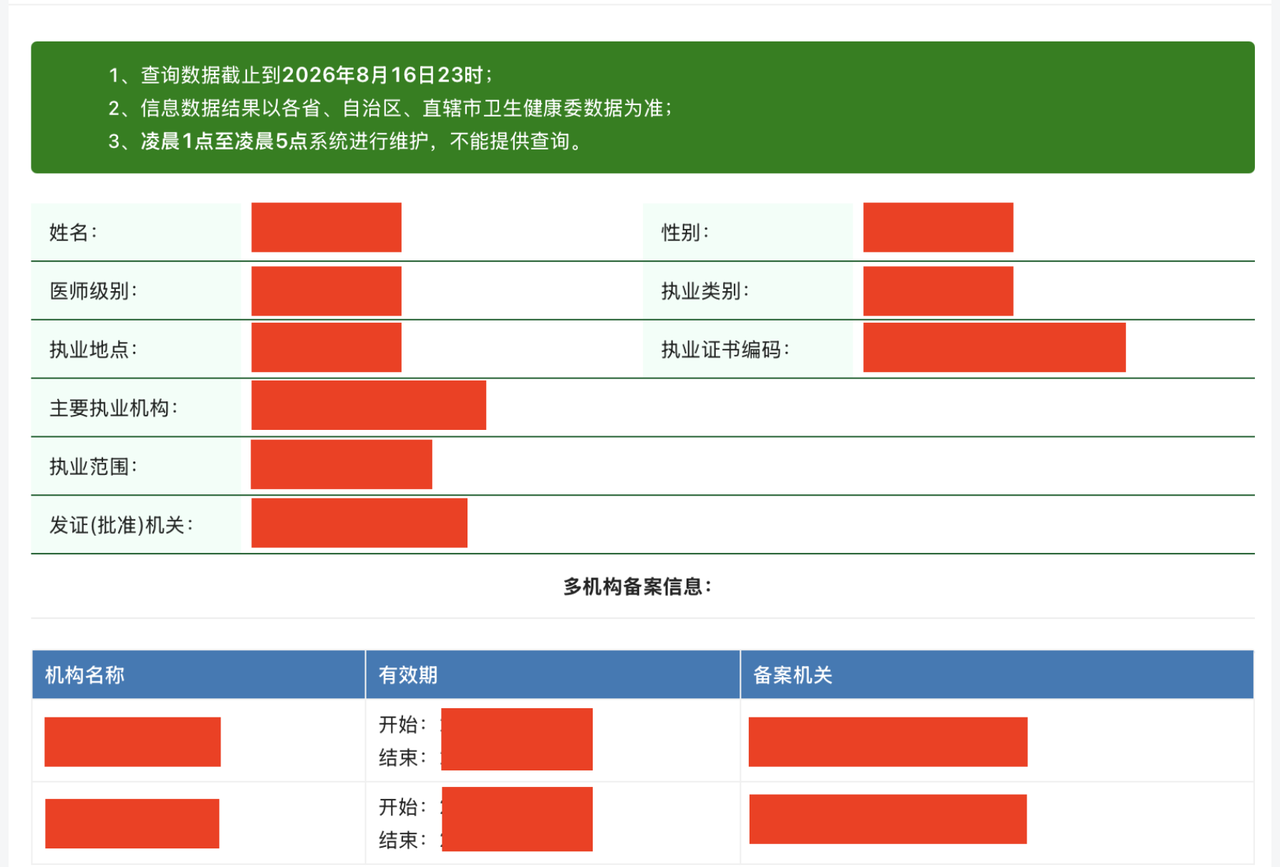 1、查询数据截止到2026年8月16日23时；
2、信息数据结果以各省、自治区、直辖市卫生健康委数据为准；
3、凌晨1点至凌晨5点系统进行维护，不能提供查询。
姓名：
性别：
医师级别：
执业类别：
执业地点：
执业证书编码：
主要执业机构：
执业范围：
发证(批准)机关：
多机构备案信息：
机构名称
有效期
备案机关
开始：
结束：
开始：
结束：